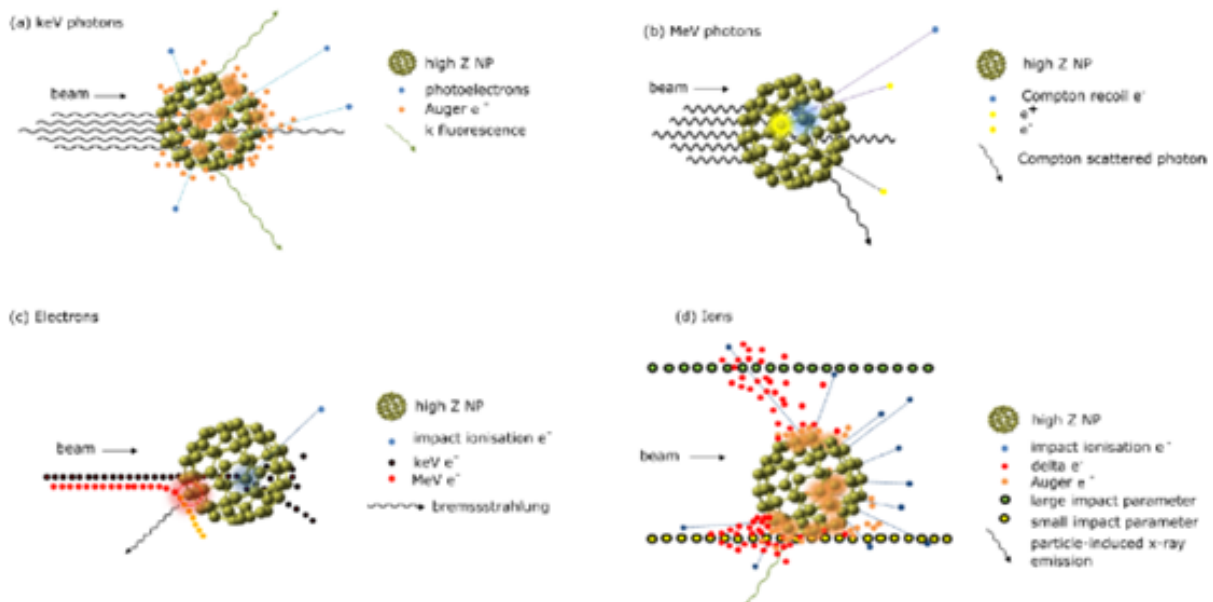 (a) keV photons
beam
high Z NP
photoelectrons
Auger e⁻
k fluorescence
(b) MeV photons
beam
high Z NP
Compton recoil e⁻
e⁺
e⁻
Compton scattered photon
(c) Electrons
beam
high Z NP
impact ionisation e⁻
keV e⁻
MeV e⁻
bremssstrahlung
(d) Ions
beam
high Z NP
impact ionisation e⁻
delta e⁻
Auger e⁻
large impact parameter
small impact parameter
particle-induced x-ray
emission